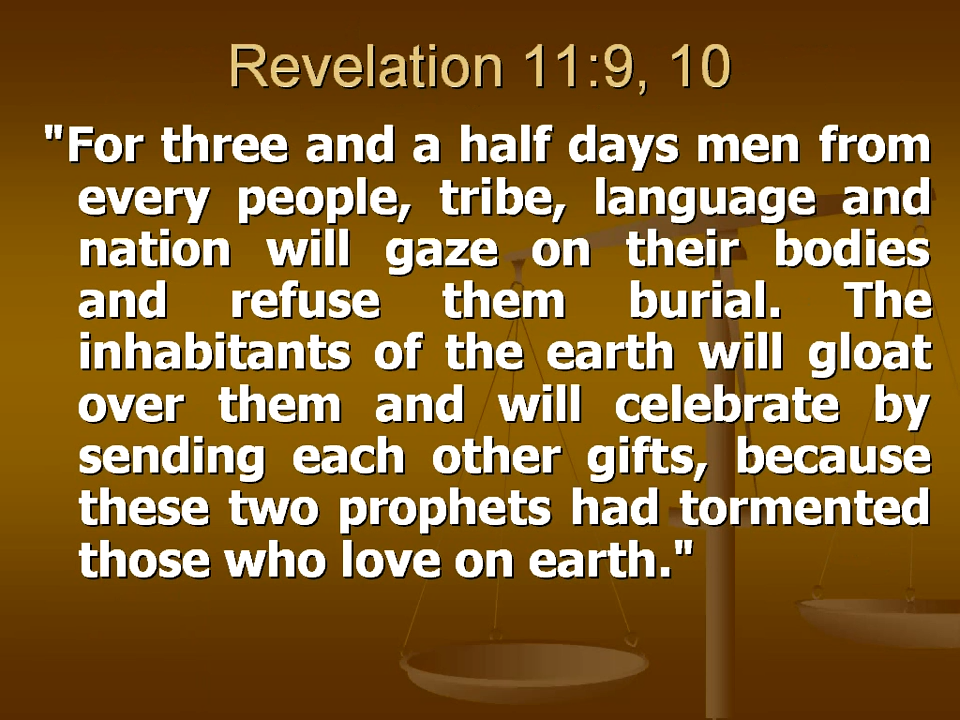 Revelation 11:9, 10
"For three and a half days men from
every people, tribe, language and
nation will gaze on their bodies
and refuse them burial. The
inhabitants of the earth will gloat
over them and will celebrate by
sending each other gifts, because
these two prophets had tormented
those who love on earth."